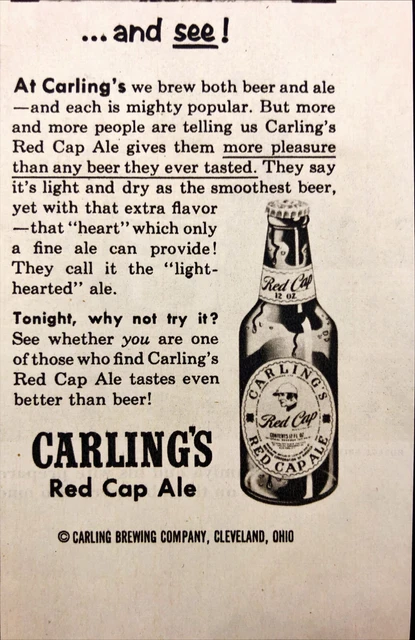 ...and see!
At Carling's we brew both beer and ale
—and each is mighty popular. But more
and more people are telling us Carling's
Red Cap Ale gives them more pleasure
than any beer they ever tasted. They say
it's light and dry as the smoothest beer,
yet with that extra flavor
—that "heart" which only
a fine ale can provide!
They call it the "light-
hearted" ale.
Tonight, why not try it?
See whether you are one
of those who find Carling's
Red Cap Ale tastes even
better than beer!
Red Cap
12 OZ.
CARLING'S
Red Cap
CONTENTS 12 FL. OZ.
RED CAP ALE
CARLING'S
Red Cap Ale
© CARLING BREWING COMPANY, CLEVELAND, OHIO